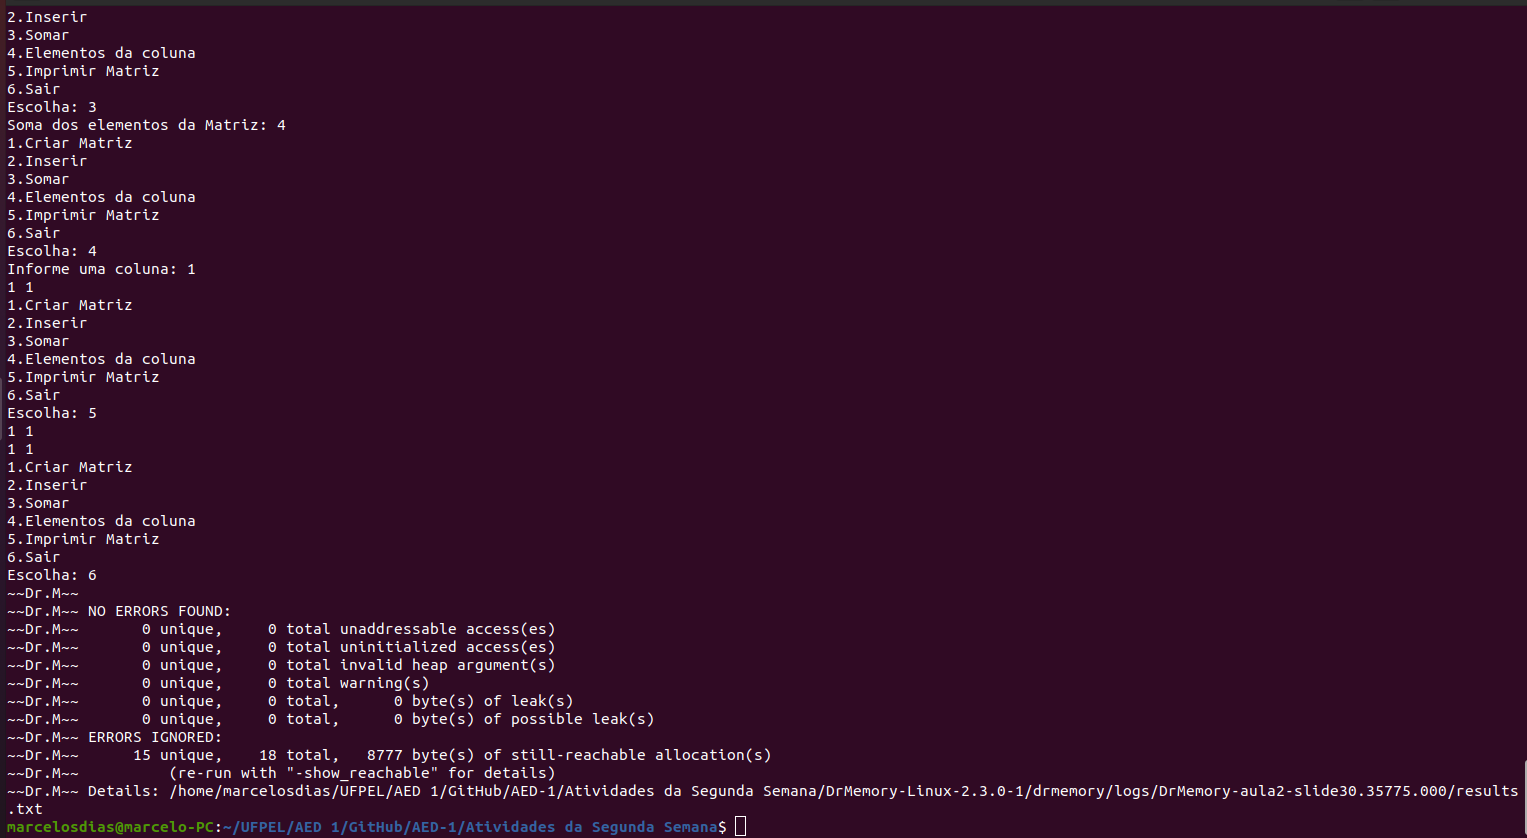 2.Inserir
3.Somar
4.Elementos da coluna
5.Imprimir Matriz
6.Sair
Escolha: 3
Soma dos elementos da Matriz: 4
1.Criar Matriz
2.Inserir
3.Somar
4.Elementos da coluna
5.Imprimir Matriz
6.Sair
Escolha: 4
Informe uma coluna: 1
1 1
1.Criar Matriz
2.Inserir
3.Somar
4.Elementos da coluna
5.Imprimir Matriz
6.Sair
Escolha: 5
1 1
1 1
1.Criar Matriz
2.Inserir
3.Somar
4.Elementos da coluna
5.Imprimir Matriz
6.Sair
Escolha: 6
~~Dr.M~~
~~Dr.M~~ NO ERRORS FOUND:
~~Dr.M~~       0 unique,     0 total unaddressable access(es)
~~Dr.M~~       0 unique,     0 total uninitialized access(es)
~~Dr.M~~       0 unique,     0 total invalid heap argument(s)
~~Dr.M~~       0 unique,     0 total warning(s)
~~Dr.M~~       0 unique,     0 total,      0 byte(s) of leak(s)
~~Dr.M~~       0 unique,     0 total,      0 byte(s) of possible leak(s)
~~Dr.M~~ ERRORS IGNORED:
~~Dr.M~~      15 unique,    18 total,   8777 byte(s) of still-reachable allocation(s)
~~Dr.M~~          (re-run with "-show_reachable" for details)
~~Dr.M~~ Details: /home/marcelosdias/UFPEL/AED 1/GitHub/AED-1/Atividades da Segunda Semana/DrMemory-Linux-2.3.0-1/drmemory/logs/DrMemory-aula2-slide30.35775.000/results
.txt
marcelosdias@marcelo-PC:~/UFPEL/AED 1/GitHub/AED-1/Atividades da Segunda Semana$